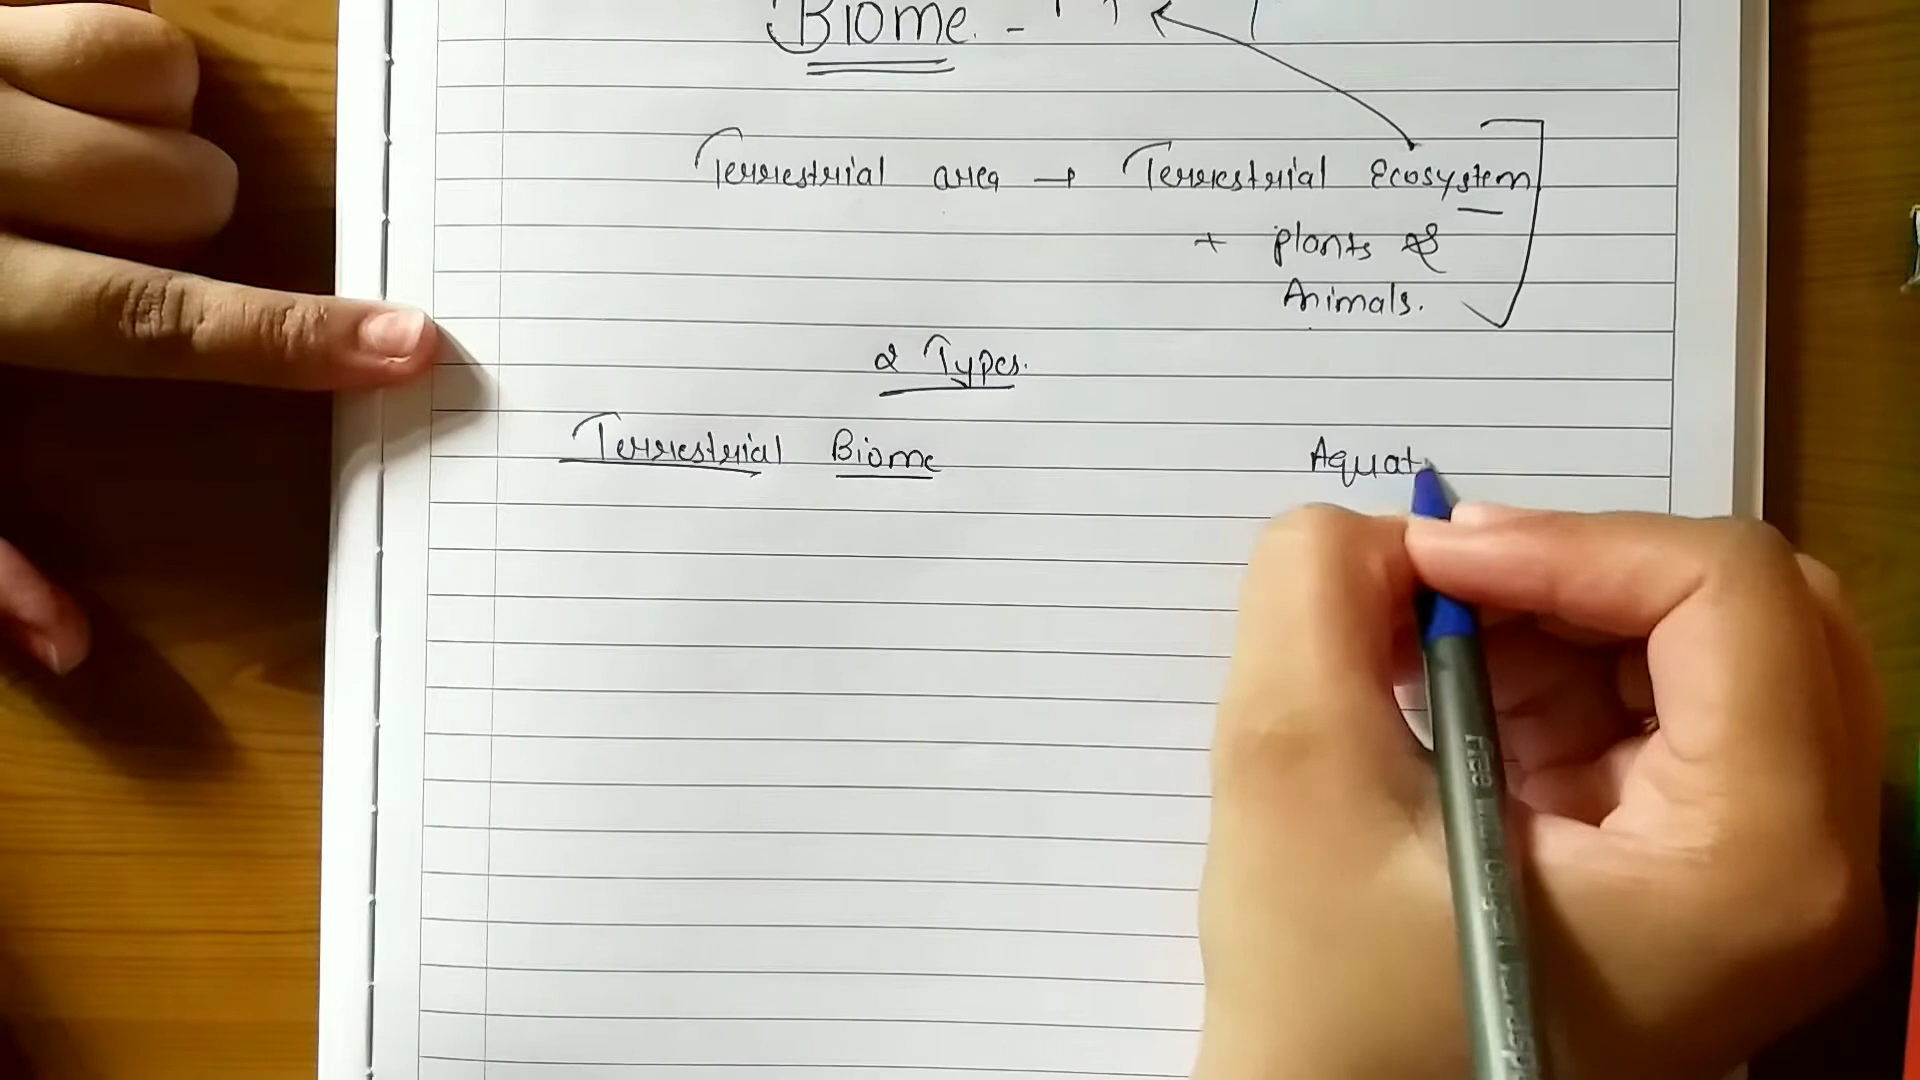 Biome. -
Terrestrial area → Terrestrial Ecosystem
+ plants &
Animals.
2 Types.
Terrestrial Biome Aquat